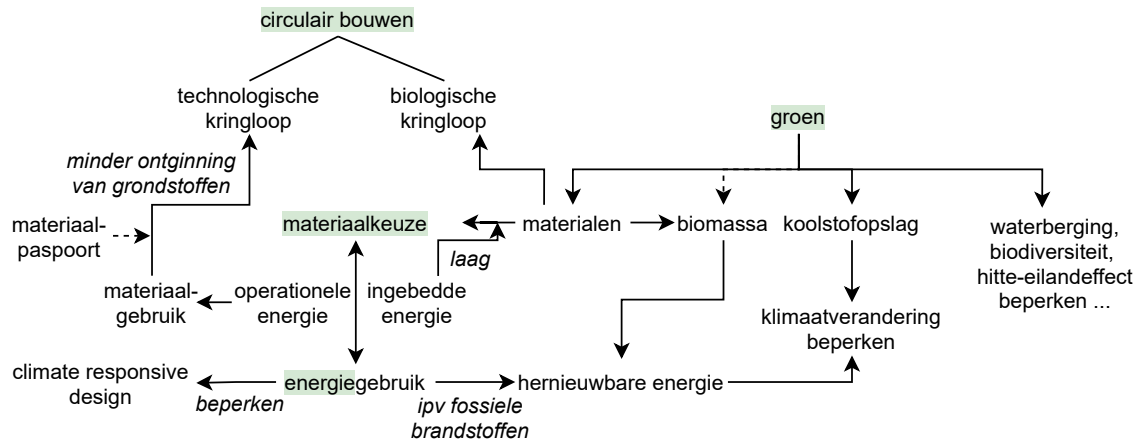 circulair bouwen
technologische
kringloop
biologische
kringloop
groen
minder ontginning
van grondstoffen
materiaal-
paspoort
materiaalkeuze
materialen
biomassa
koolstofopslag
waterberging,
biodiversiteit,
hitte-eilandeffect
beperken ...
laag
materiaal-
gebruik
operationele
energie
ingebedde
energie
klimaatverandering
beperken
climate responsive
design
beperken
energiegebruik
ipv fossiele
brandstoffen
hernieuwbare energie